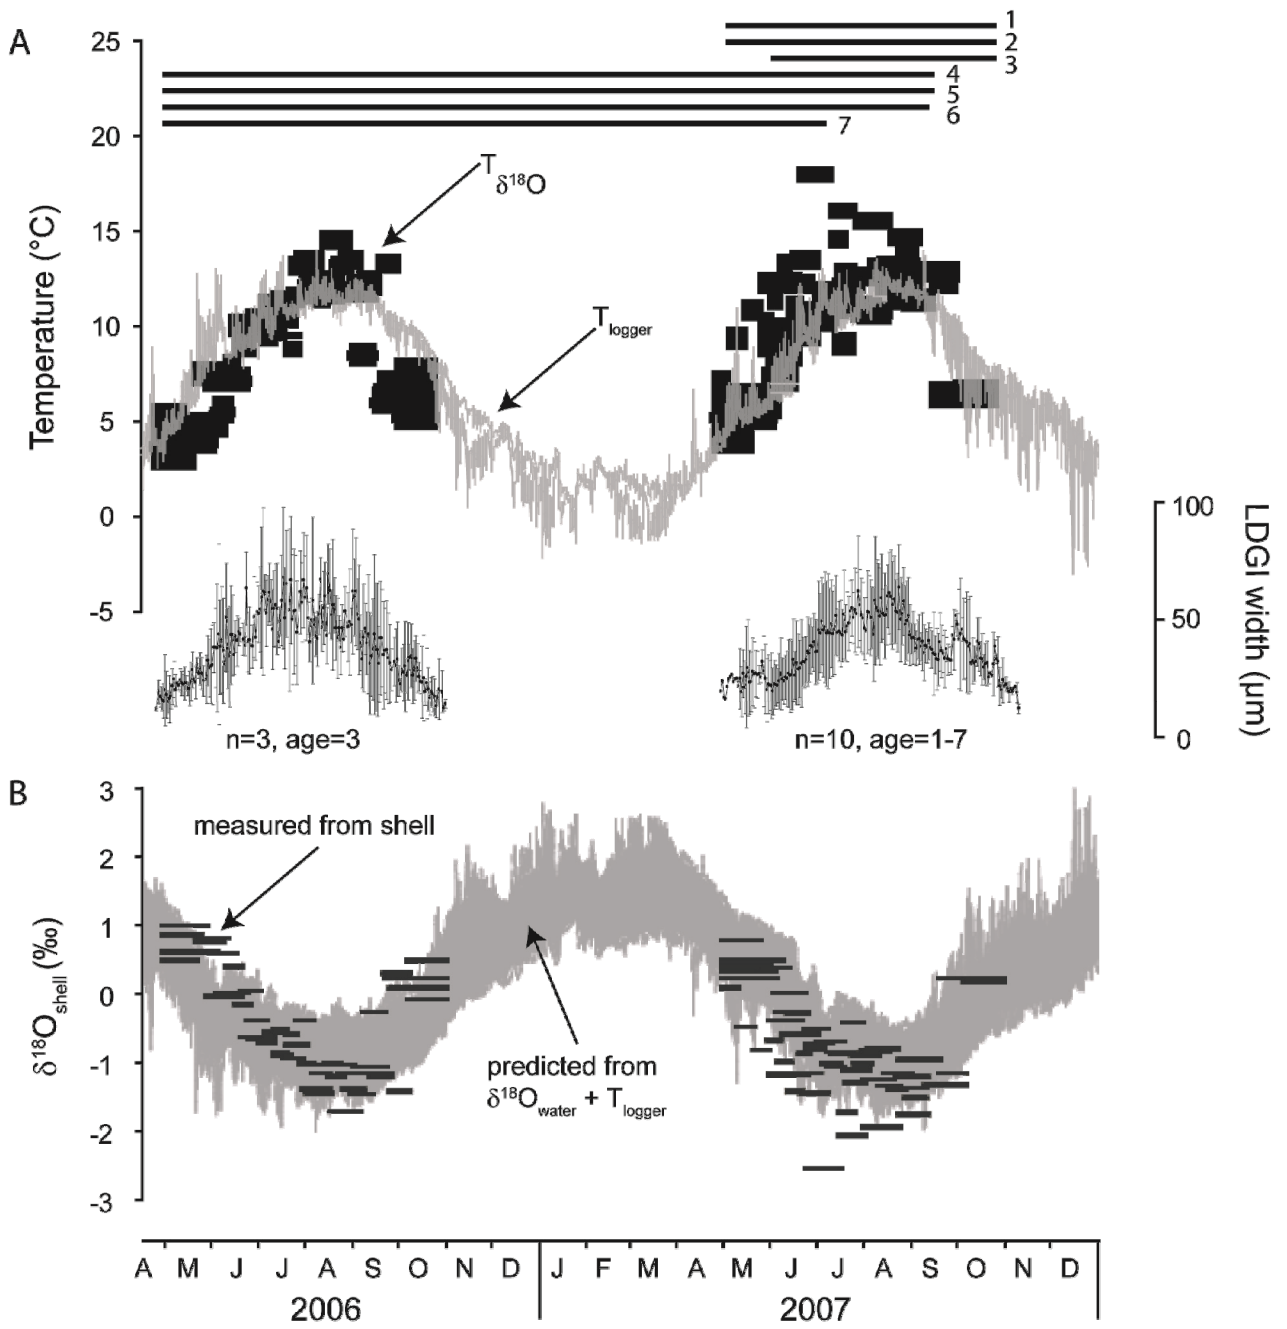 A
25
20
15
10
5
0
-5
Temperature (°C)
1
2
3
4
5
6
7
Tδ¹⁸O
Tlogger
100
50
0
LDGI width (µm)
n=3, age=3
n=10, age=1-7
B
3
2
1
0
-1
-2
-3
δ¹⁸Oshell (‰)
measured from shell
predicted from
δ¹⁸Owater + Tlogger
A M J J A S O N D J F M A M J J A S O N D
2006 2007